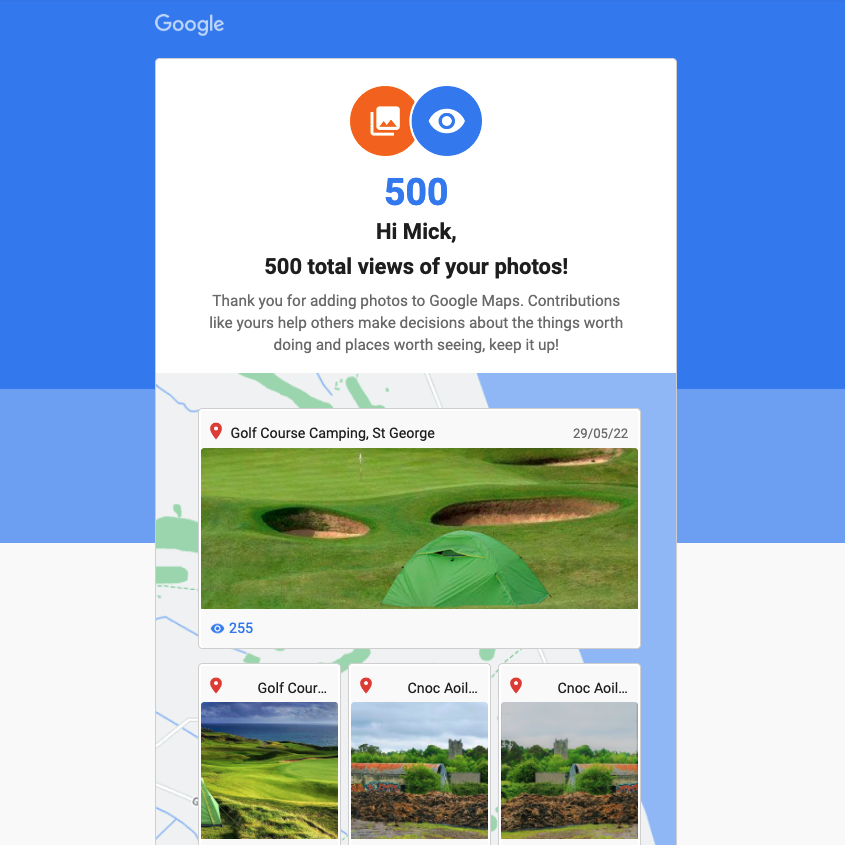 Google
500
Hi Mick,
500 total views of your photos!
Thank you for adding photos to Google Maps. Contributions
like yours help others make decisions about the things worth
doing and places worth seeing, keep it up!
Golf Course Camping, St George
29/05/22
255
Golf Cour...
Cnoc Aoil...
Cnoc Aoil...
G